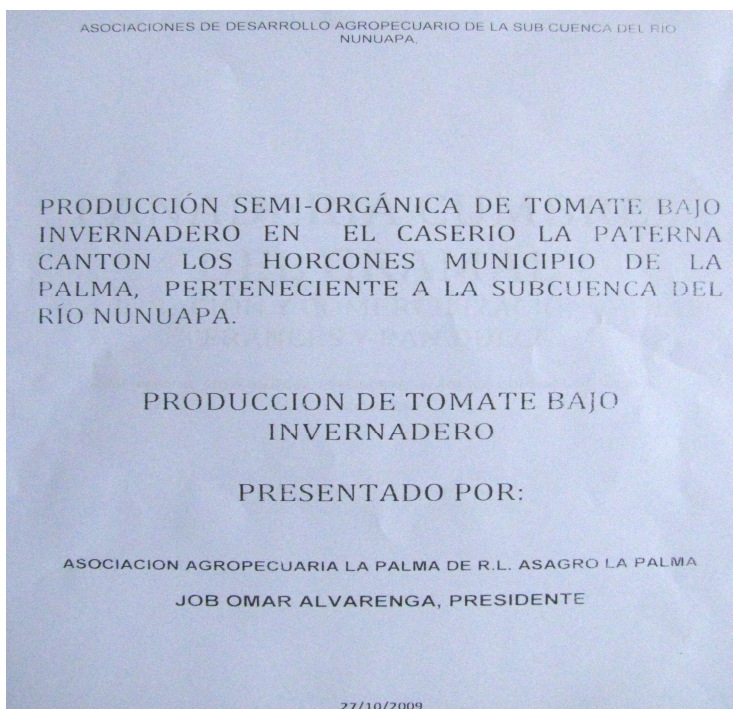 ASOCIACIONES DE DESARROLLO AGROPECUARIO DE LA SUB CUENCA DEL RIO
NUNUAPA.
PRODUCCIÓN SEMI-ORGÁNICA DE TOMATE BAJO
INVERNADERO EN EL CASERIO LA PATERNA
CANTON LOS HORCONES MUNICIPIO DE LA
PALMA, PERTENECIENTE A LA SUBCUENCA DEL
RÍO NUNUAPA.
PRODUCCION DE TOMATE BAJO
INVERNADERO
PRESENTADO POR:
ASOCIACION AGROPECUARIA LA PALMA DE R.L. ASAGRO LA PALMA
JOB OMAR ALVARENGA, PRESIDENTE
27/10/2009